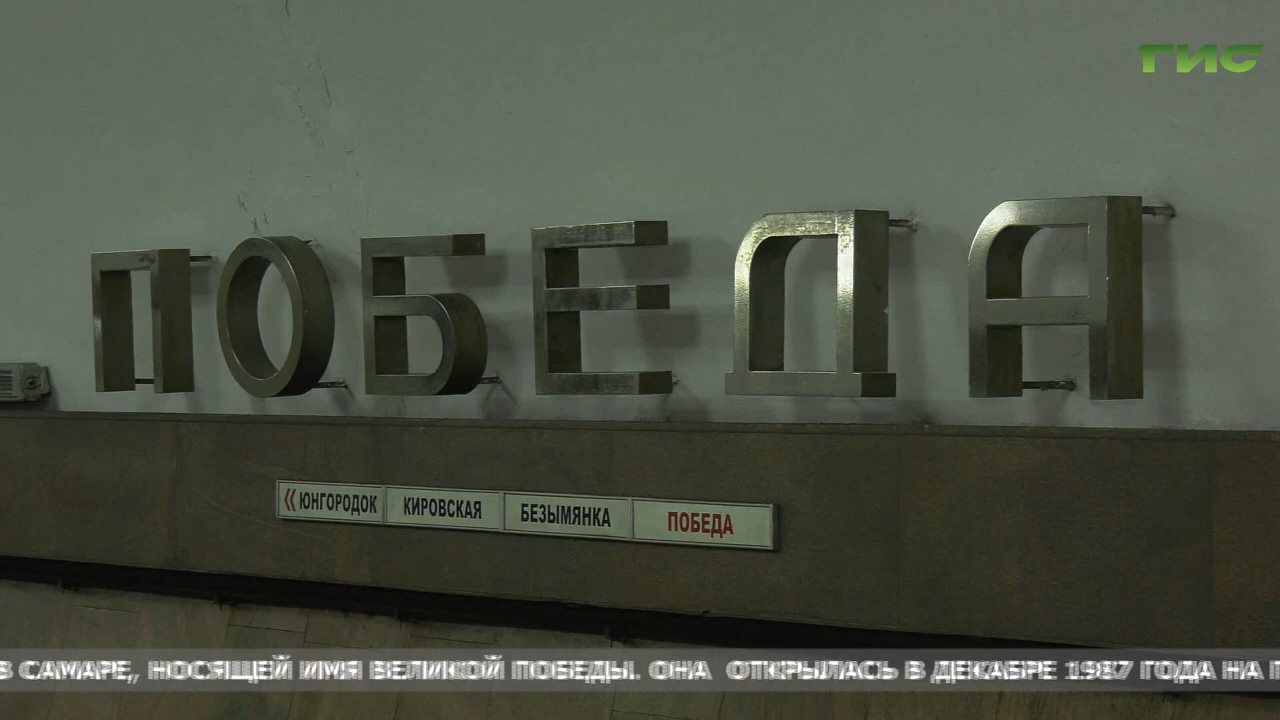 ГИС
ПОБЕДА
« ЮНГОРОДОК КИРОВСКАЯ БЕЗЫМЯНКА ПОБЕДА
В САМАРЕ, НОСЯЩЕЙ ИМЯ ВЕЛИКОЙ ПОБЕДЫ. ОНА ОТКРЫЛАСЬ В ДЕКАБРЕ 1987 ГОДА НА